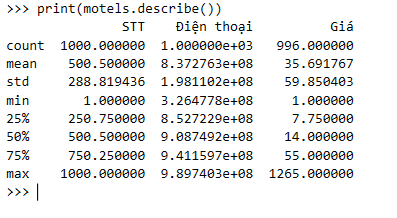 >>> print(motels.describe())
               STT    Điện thoại          Giá
count  1000.000000  1.000000e+03   996.000000
mean    500.500000  8.372763e+08    35.691767
std     288.819436  1.981102e+08    59.850403
min       1.000000  3.264778e+08     1.000000
25%     250.750000  8.527229e+08     7.750000
50%     500.500000  9.087492e+08    14.000000
75%     750.250000  9.411597e+08    55.000000
max    1000.000000  9.897403e+08  1265.000000
>>>